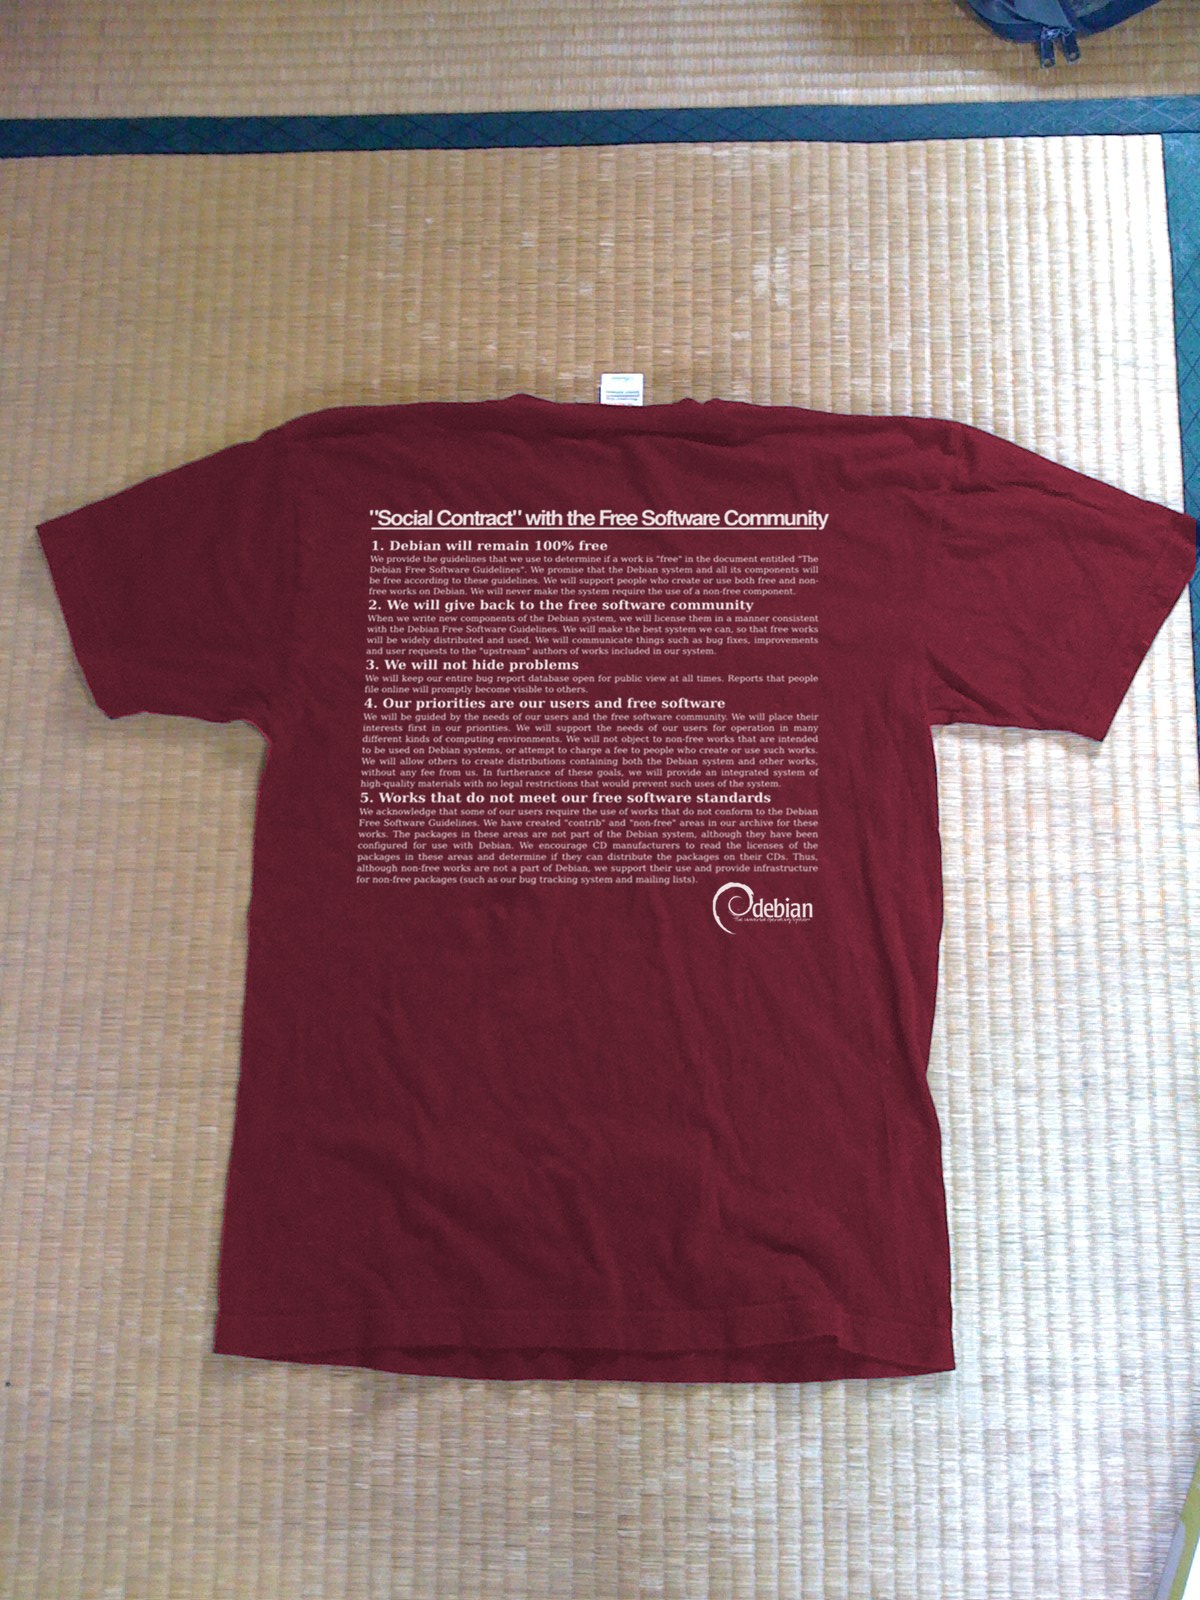 "Social Contract" with the Free Software Community
1. Debian will remain 100% free
We provide the guidelines that we use to determine if a work is "free" in the document entitled "The
Debian Free Software Guidelines". We promise that the Debian system and all its components will
be free according to these guidelines. We will support people who create or use both free and non-
free works on Debian. We will never make the system require the use of a non-free component.
2. We will give back to the free software community
When we write new components of the Debian system, we will license them in a manner consistent
with the Debian Free Software Guidelines. We will make the best system we can, so that free works
will be widely distributed and used. We will communicate things such as bug fixes, improvements
and user requests to the "upstream" authors of works included in our system.
3. We will not hide problems
We will keep our entire bug report database open for public view at all times. Reports that people
file online will promptly become visible to others.
4. Our priorities are our users and free software
We will be guided by the needs of our users and the free software community. We will place their
interests first in our priorities. We will support the needs of our users for operation in many
different kinds of computing environments. We will not object to non-free works that are intended
to be used on Debian systems, or attempt to charge a fee to people who create or use such works.
We will allow others to create distributions containing both the Debian system and other works,
without any fee from us. In furtherance of these goals, we will provide an integrated system of
high-quality materials with no legal restrictions that would prevent such uses of the system.
5. Works that do not meet our free software standards
We acknowledge that some of our users require the use of works that do not conform to the Debian
Free Software Guidelines. We have created "contrib" and "non-free" areas in our archive for these
works. The packages in these areas are not part of the Debian system, although they have been
configured for use with Debian. We encourage CD manufacturers to read the licenses of the
packages in these areas and determine if they can distribute the packages on their CDs. Thus,
although non-free works are not a part of Debian, we support their use and provide infrastructure
for non-free packages (such as our bug tracking system and mailing lists).
debian
The universal Operating System